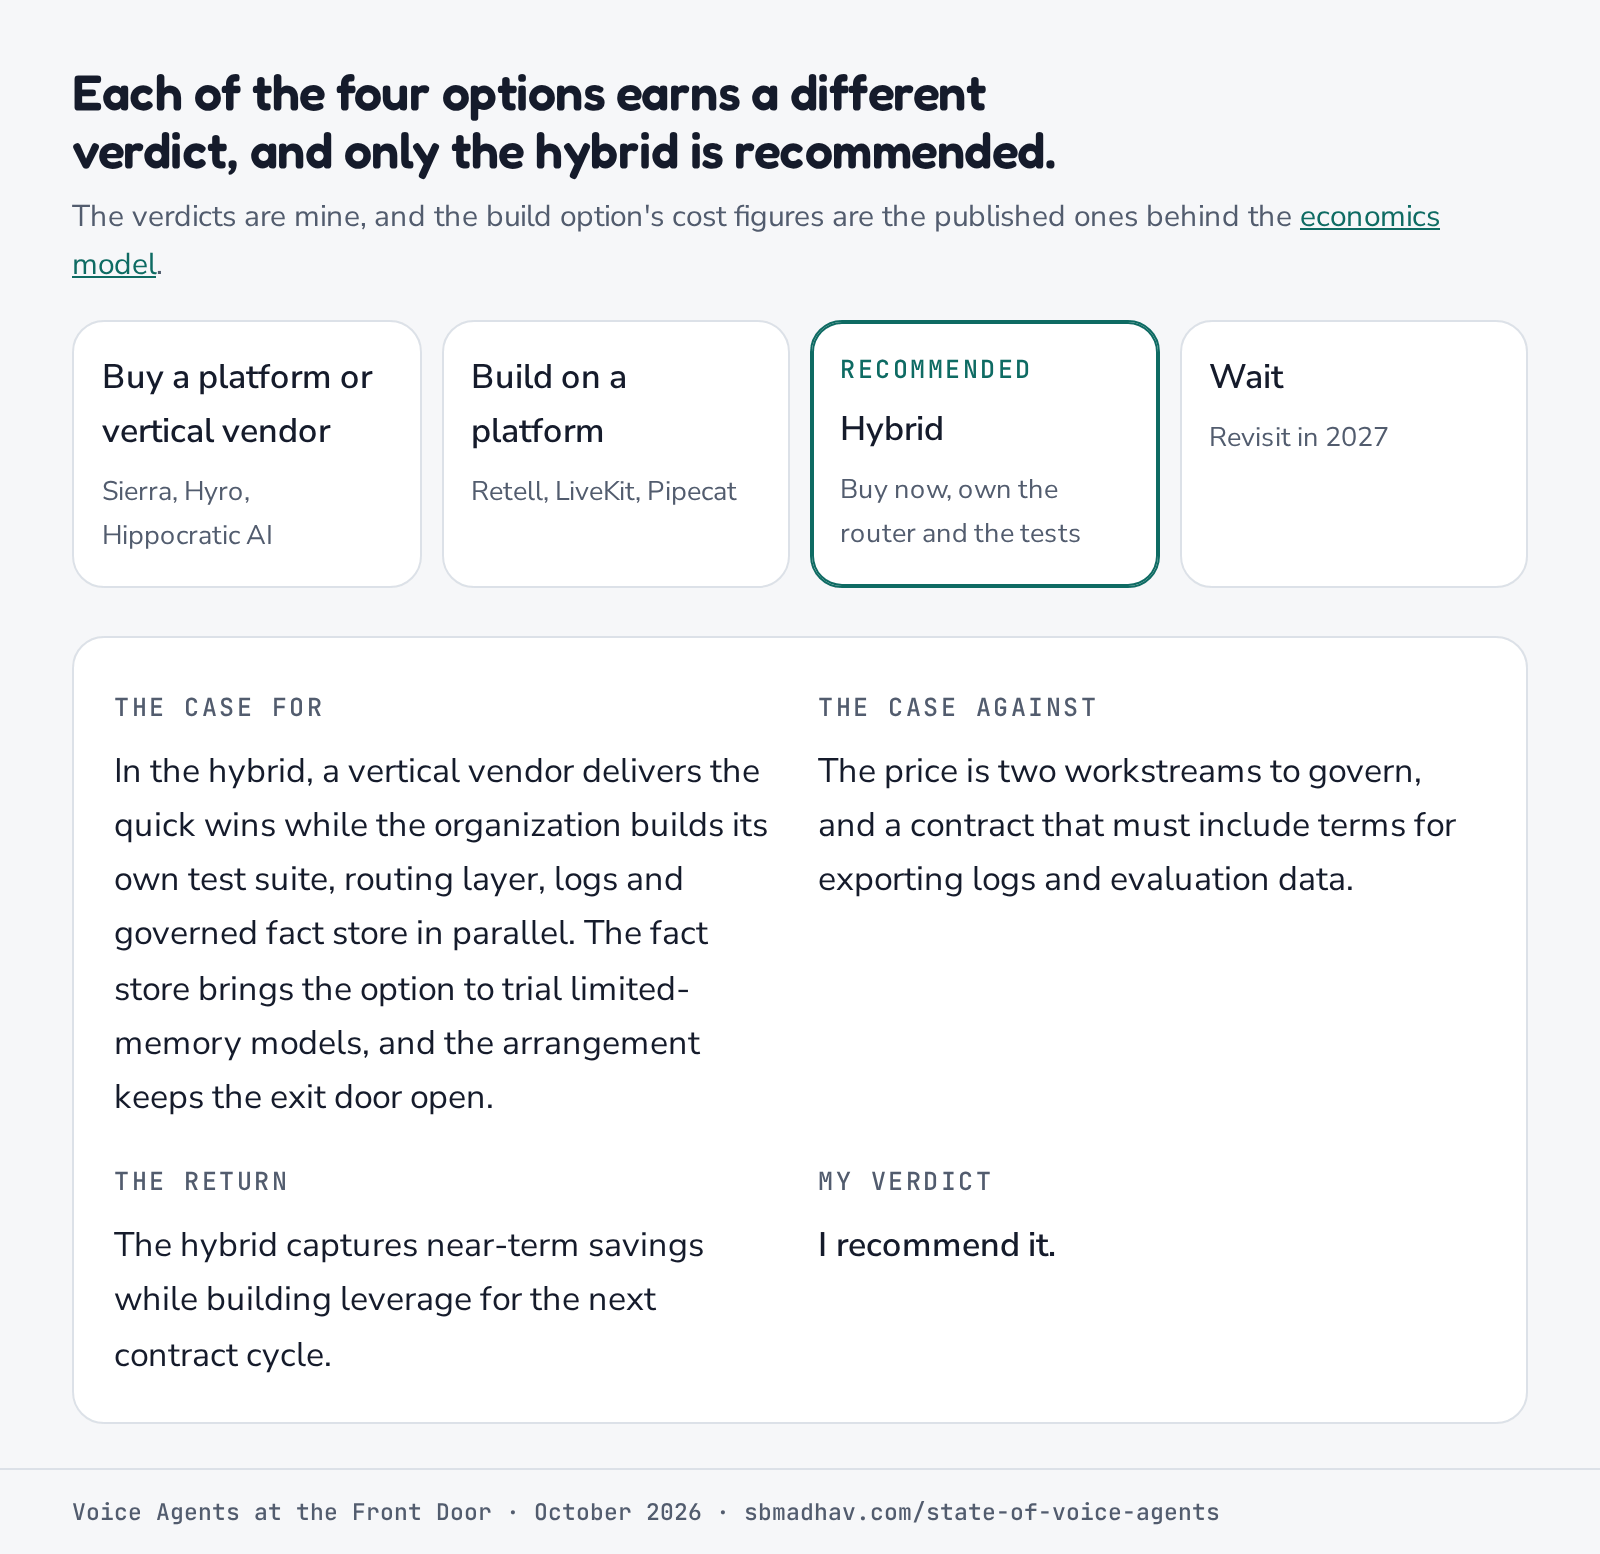 Each of the four options earns a different
verdict, and only the hybrid is recommended.
The verdicts are mine, and the build option's cost figures are the published ones behind the economics
model.
Buy a platform or
vertical vendor
Sierra, Hyro,
Hippocratic AI
Build on a
platform
Retell, LiveKit, Pipecat
RECOMMENDED
Hybrid
Buy now, own the
router and the tests
Wait
Revisit in 2027
THE CASE FOR
In the hybrid, a vertical vendor delivers the
quick wins while the organization builds its
own test suite, routing layer, logs and
governed fact store in parallel. The fact
store brings the option to trial limited-
memory models, and the arrangement
keeps the exit door open.
THE CASE AGAINST
The price is two workstreams to govern,
and a contract that must include terms for
exporting logs and evaluation data.
THE RETURN
The hybrid captures near-term savings
while building leverage for the next
contract cycle.
MY VERDICT
I recommend it.
Voice Agents at the Front Door · October 2026 · sbmadhav.com/state-of-voice-agents